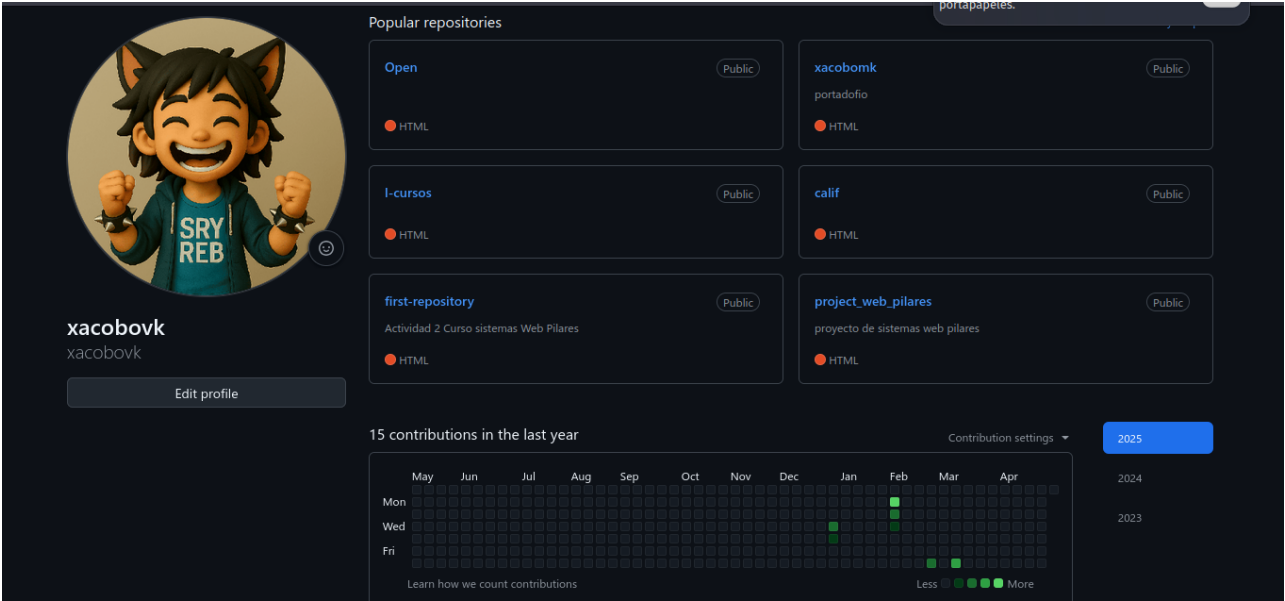 portapapeles.
Popular repositories
Open
Public
HTML
xacobomk
Public
portadofio
HTML
l-cursos
Public
HTML
calif
Public
HTML
first-repository
Public
Actividad 2 Curso sistemas Web Pilares
HTML
project_web_pilares
Public
proyecto de sistemas web pilares
HTML
SRY
REB
xacobovk
xacobovk
Edit profile
15 contributions in the last year
Contribution settings
2025
2024
2023
May Jun Jul Aug Sep Oct Nov Dec Jan Feb Mar Apr
Mon
Wed
Fri
Learn how we count contributions
Less More